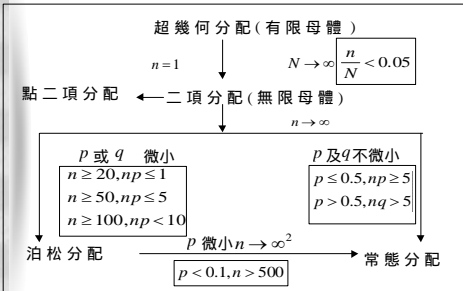 超幾何分配(有限母體)
n=1
N→∞ n/N<0.05
點二項分配 二項分配(無限母體)
n→∞
p 或 q 微小
p 及 q 不微小
n≥20,np≤1
n≥50,np≤5
n≥100,np<10
p≤0.5,np≥5
p>0.5,nq>5
p 微小 n→∞²
泊松分配 常態分配
p<0.1,n>500